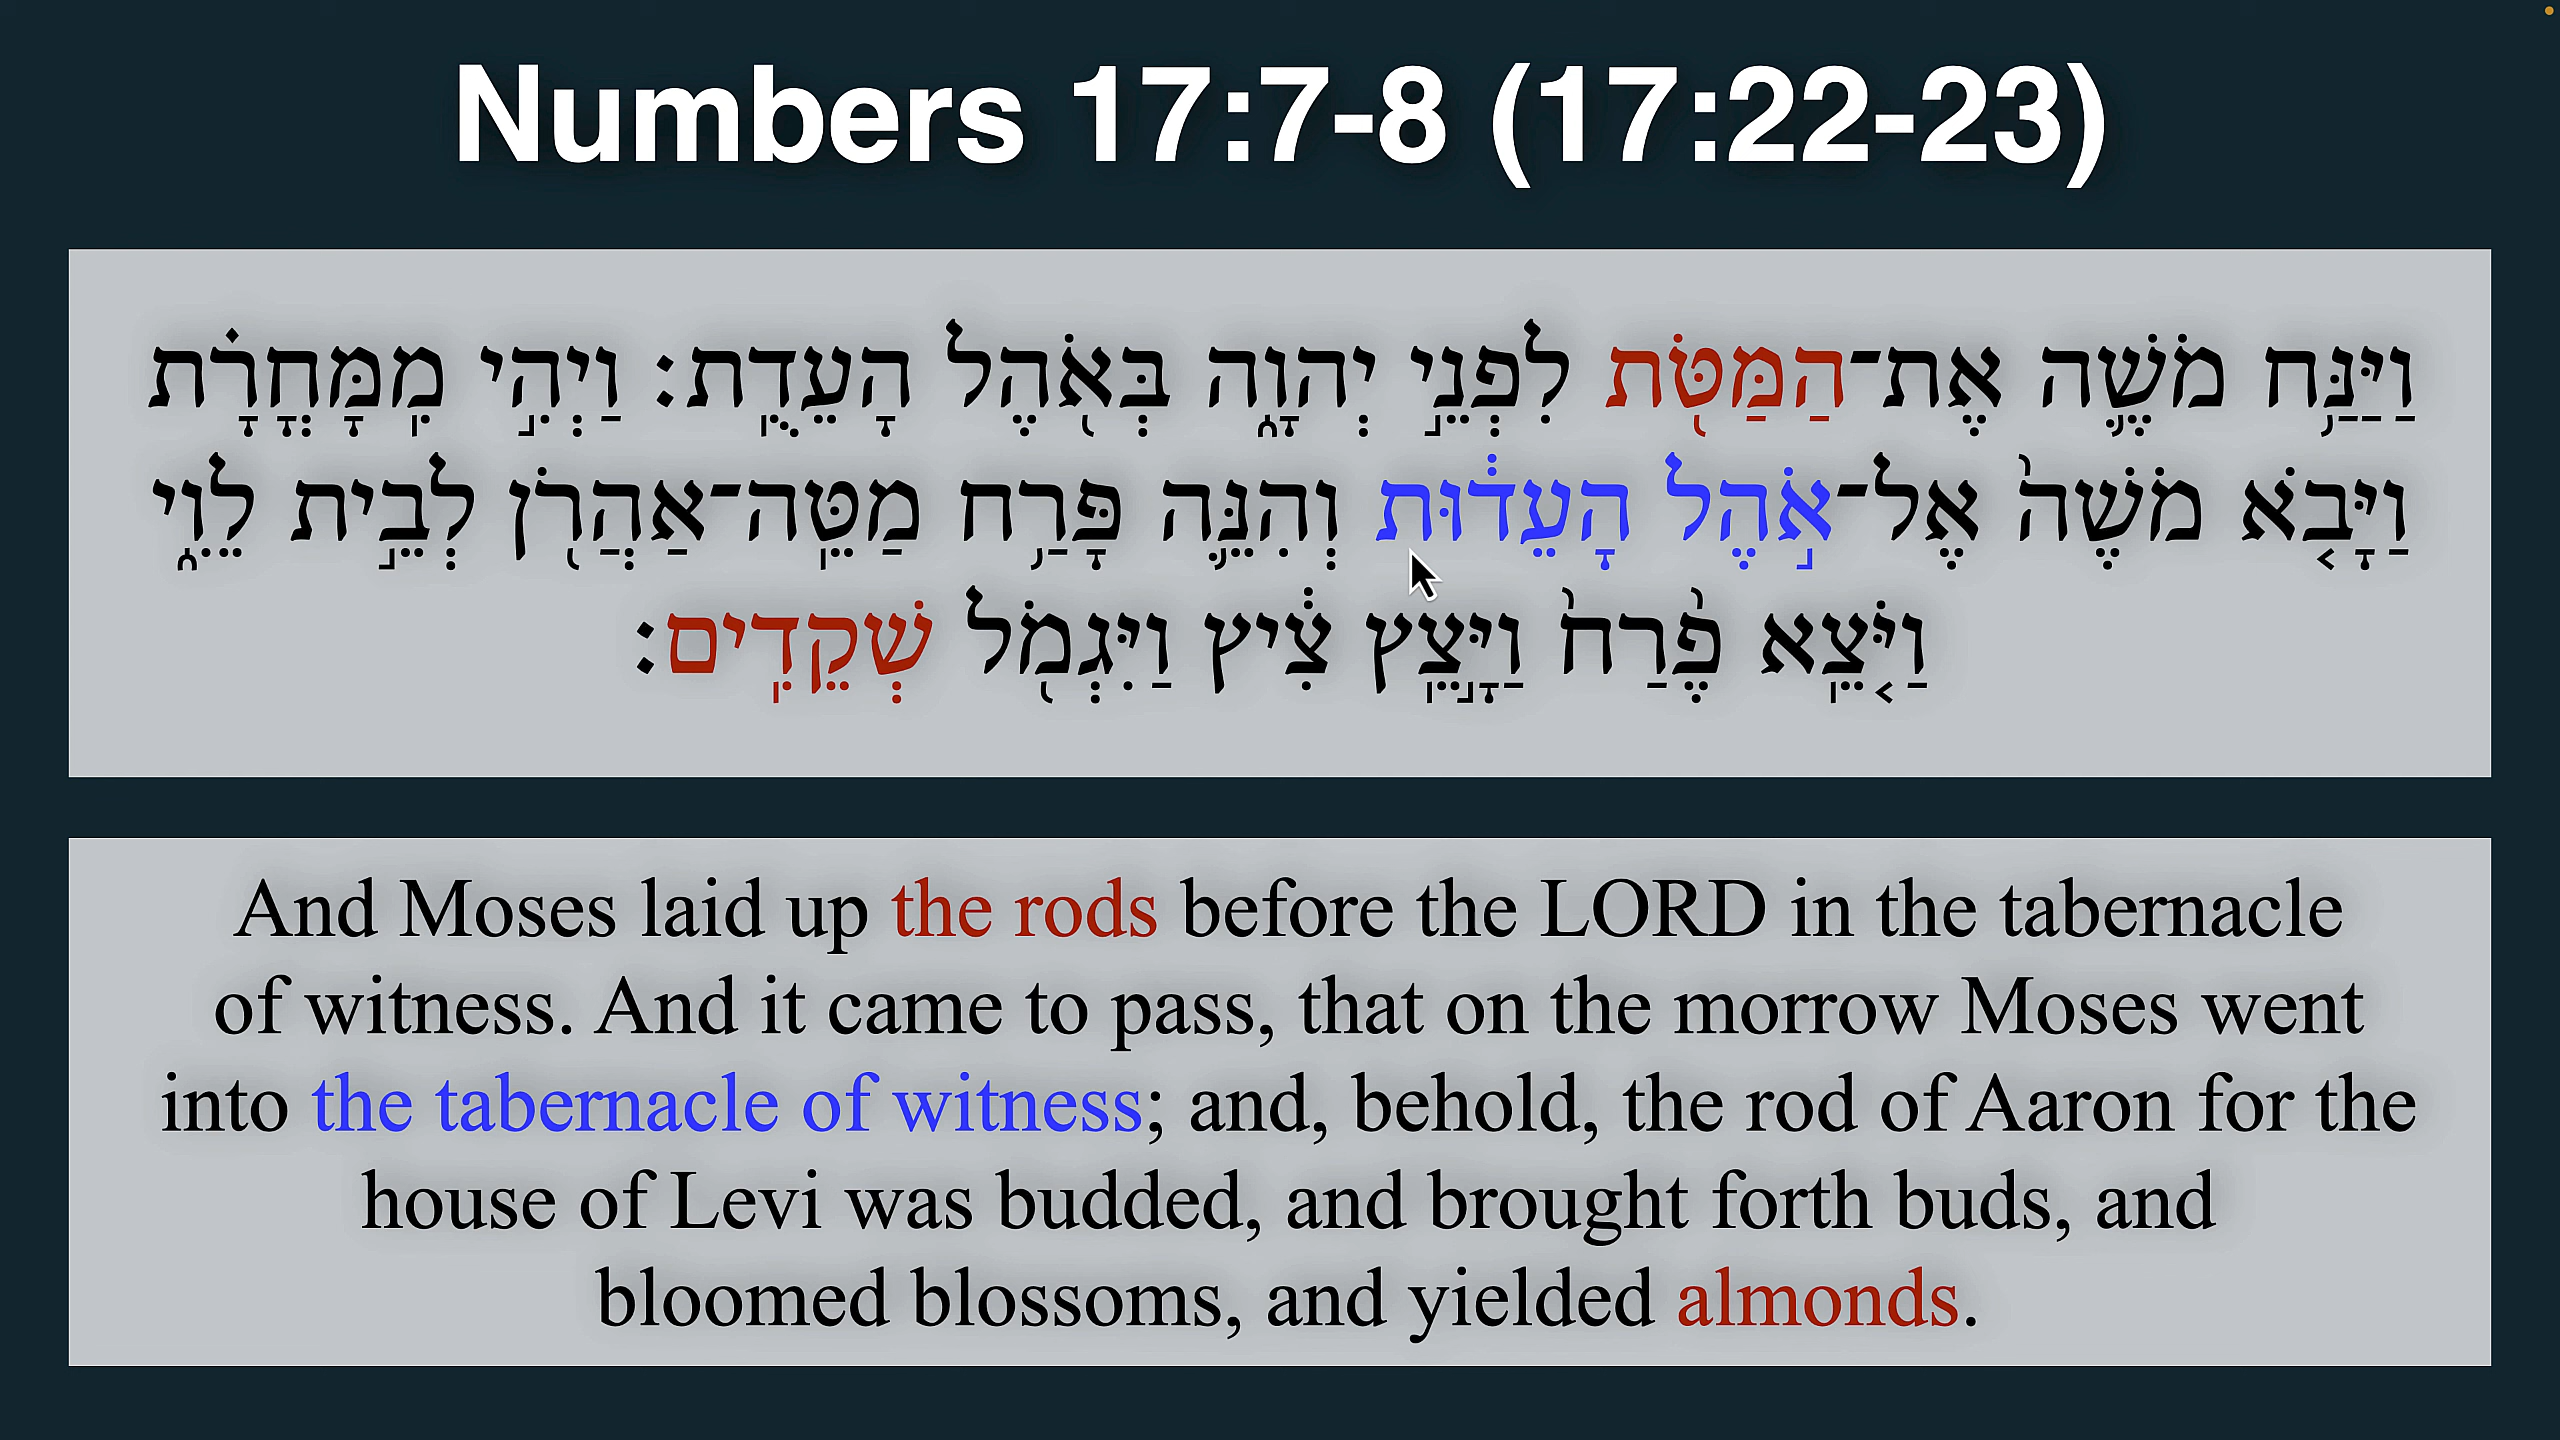 Numbers 17:7-8 (17:22-23)
וַיַּנַּ֥ח מֹשֶׁ֛ה אֶת־הַמַּטֹּ֖ת לִפְנֵ֣י יְהוָ֑ה בְּאֹ֖הֶל הָעֵדֻֽת׃ וַיְהִ֣י מִֽמָּחֳרָ֗ת
וַיָּבֹ֤א מֹשֶׁה֙ אֶל־אֹ֣הֶל הָעֵד֔וּת וְהִנֵּ֛ה פָּרַ֥ח מַטֵּֽה־אַהֲרֹ֖ן לְבֵ֣ית לֵוִ֑י
וַיֹּ֤צֵֽא פֶ֙רַח֙ וַיָּ֣צֵֽץ צִ֔יץ וַיִּגְמֹ֖ל שְׁקֵדִֽים׃
And Moses laid up the rods before the LORD in the tabernacle
of witness. And it came to pass, that on the morrow Moses went
into the tabernacle of witness; and, behold, the rod of Aaron for the
house of Levi was budded, and brought forth buds, and
bloomed blossoms, and yielded almonds.